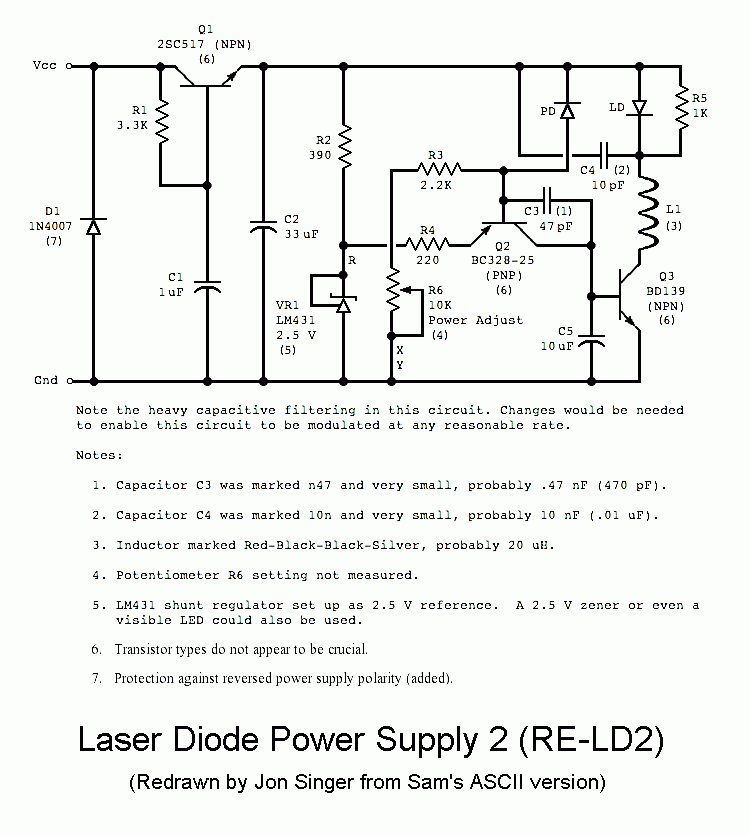 Q1
2SC517 (NPN)
(6)
Vcc
R1
3.3K
R2
390
PD
LD
R5
1K
R3
2.2K
C4 (2)
10pF
D1
1N4007
(7)
C2
33uF
C3 (1)
47pF
L1
(3)
R4
220
Q2
BC328-25
(PNP)
(6)
R
C1
1uF
Q3
BD139
(NPN)
(6)
VR1
LM431
2.5 V
(5)
R6
10K
Power Adjust
(4)
C5
10uF
X
Y
Gnd
Note the heavy capacitive filtering in this circuit. Changes would be needed
to enable this circuit to be modulated at any reasonable rate.
Notes:
1. Capacitor C3 was marked n47 and very small, probably .47 nF (470 pF).
2. Capacitor C4 was marked 10n and very small, probably 10 nF (.01 uF).
3. Inductor marked Red-Black-Black-Silver, probably 20 uH.
4. Potentiometer R6 setting not measured.
5. LM431 shunt regulator set up as 2.5 V reference. A 2.5 V zener or even a
visible LED could also be used.
6. Transistor types do not appear to be crucial.
7. Protection against reversed power supply polarity (added).
Laser Diode Power Supply 2 (RE-LD2)
(Redrawn by Jon Singer from Sam's ASCII version)